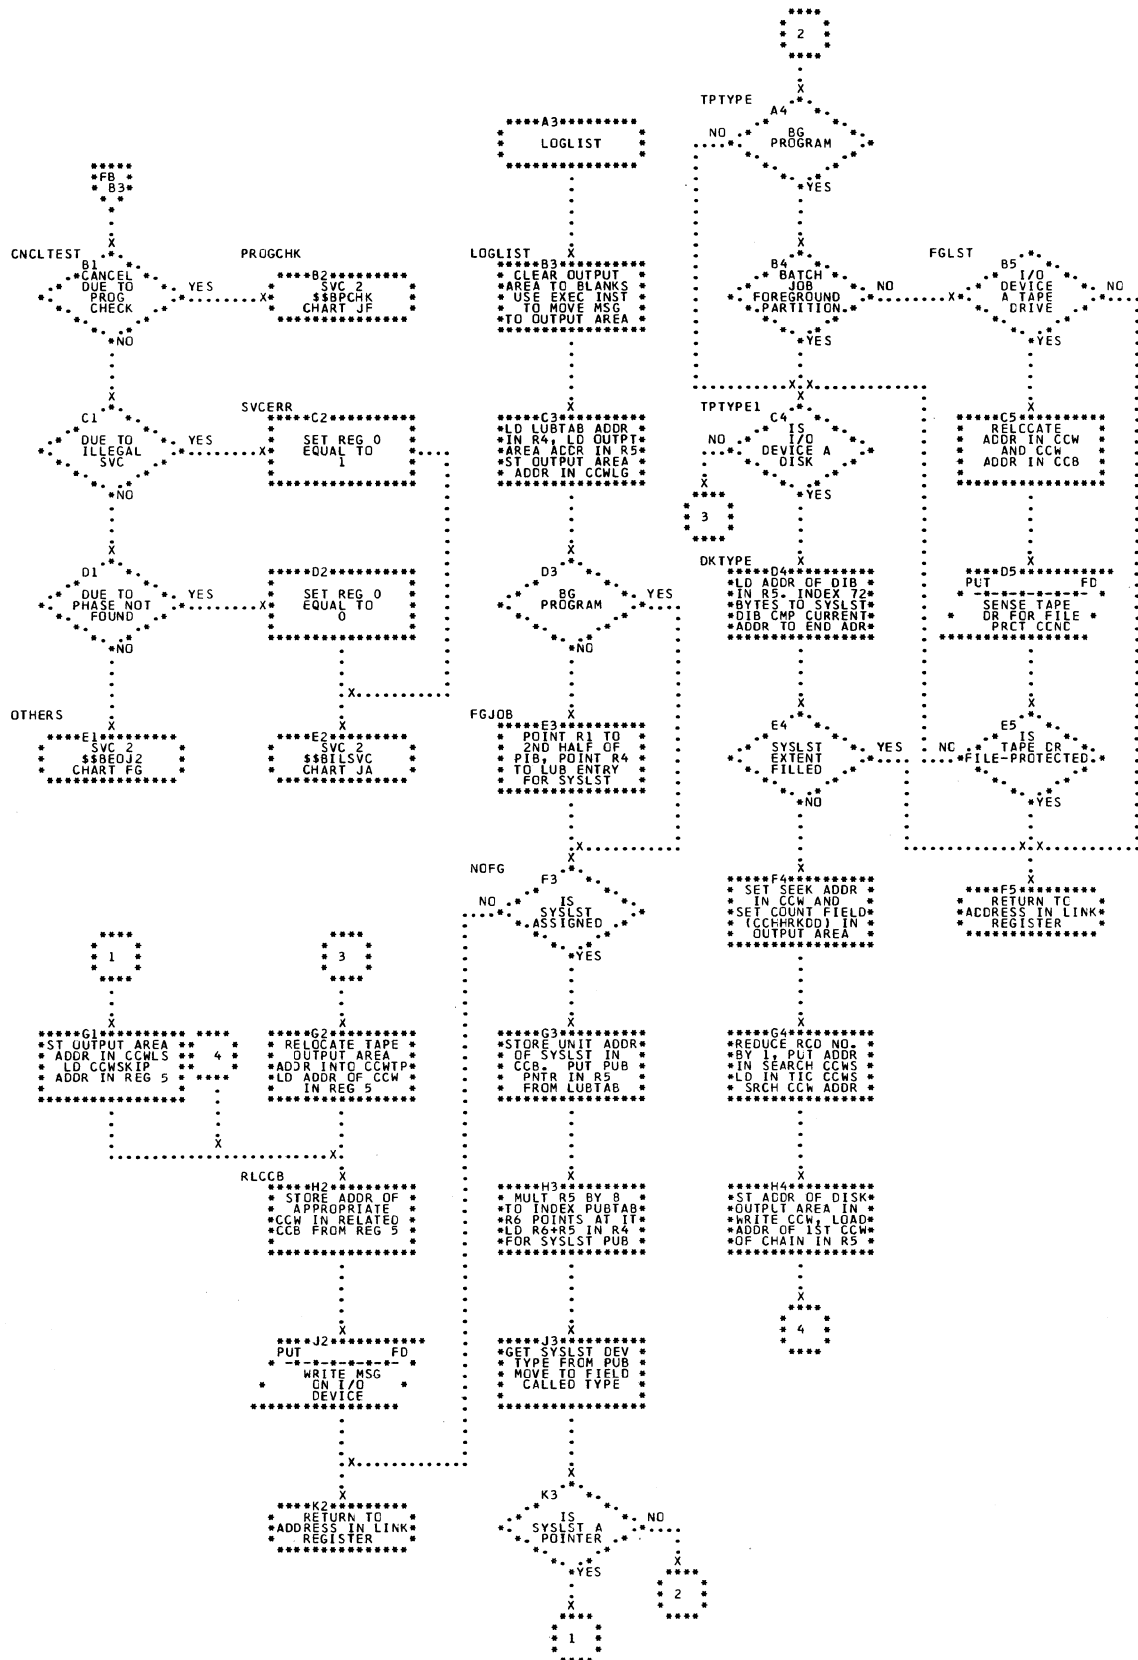 2
TPTYPE
A4
BG
PROGRAM
NO
YES
A3
LOGLIST
FB
B3
CNCLTEST
B1
CANCEL
DUE TO
PROG
CHECK
YES
NO
PROGCHK
B2
SVC 2
$$BPCHK
CHART JF
LOGLIST
B3
CLEAR OUTPUT
AREA TO BLANKS
USE EXEC INST
TO MOVE MSG
TO OUTPUT AREA
B4
BATCH
JOB
FOREGROUND
PARTITION
NO
YES
FGLST
B5
I/O
DEVICE
A TAPE
DRIVE
NO
YES
C1
DUE TO
ILLEGAL
SVC
YES
NO
SVCERR
C2
SET REG 0
EQUAL TO
1
C3
LD LUBTAB ADDR
IN R4, LD OUTPT
AREA ADDR IN R5
ST OUTPUT AREA
ADDR IN CCWLG
TPTYPE1
C4
IS
I/O
DEVICE A
DISK
NO
YES
3
C5
RELCCATE
ADDR IN CCW
AND CCW
ADDR IN CCB
D1
DUE TO
PHASE NOT
FOUND
YES
NO
D2
SET REG 0
EQUAL TO
0
D3
BG
PROGRAM
YES
NO
DKTYPE
D4
LD ADDR OF DIB
IN R5. INDEX 72
BYTES TO SYSLST
DIB CMP CURRENT
ADDR TO END ADR
D5
PUT FD
SENSE TAPE
DR FOR FILE
PRCT CCNC
OTHERS
E1
SVC 2
$$BEOJ2
CHART FG
E2
SVC 2
$$BILSVC
CHART JA
FGJOB
E3
POINT R1 TO
2ND HALF OF
PIB, POINT R4
TO LUB ENTRY
FOR SYSLST
E4
SYSLST
EXTENT
FILLED
YES
NO
E5
IS
TAPE DR
FILE-PROTECTED
NC
YES
NOFG
F3
IS
SYSLST
ASSIGNED
NO
YES
F4
SET SEEK ADDR
IN CCW AND
SET COUNT FIELD
(CCHHRKDD) IN
OUTPUT AREA
F5
RETURN TC
ADDRESS IN LINK
REGISTER
1
3
G1
ST OUTPUT AREA
ADDR IN CCWLS
LD CCWSKIP
ADDR IN REG 5
4
G2
RELOCATE TAPE
OUTPUT AREA
ADDR INTO CCWTP
LD ADDR OF CCW
IN REG 5
G3
STORE UNIT ADDR
OF SYSLST IN
CCB. PUT PUB
PNTR IN R5
FROM LUBTAB
G4
REDUCE RCD NO.
BY 1, PUT ADDR
IN SEARCH CCWS
LD IN TIC CCWS
SRCH CCW ADDR
RLCCB
H2
STORE ADDR OF
APPROPRIATE
CCW IN RELATED
CCB FROM REG 5
H3
MULT R5 BY 8
TO INDEX PUBTAB
R6 POINTS AT IT
LD R6+R5 IN R4
FOR SYSLST PUB
H4
ST ADDR OF DISK
OUTPUT AREA IN
WRITE CCW, LOAD
ADDR OF 1ST CCW
OF CHAIN IN R5
4
J2
PUT FD
WRITE MSG
ON I/O
DEVICE
J3
GET SYSLST DEV
TYPE FROM PUB
MOVE TO FIELD
CALLED TYPE
K2
RETURN TO
ADDRESS IN LINK
REGISTER
K3
IS
SYSLST A
POINTER
NO
YES
2
1